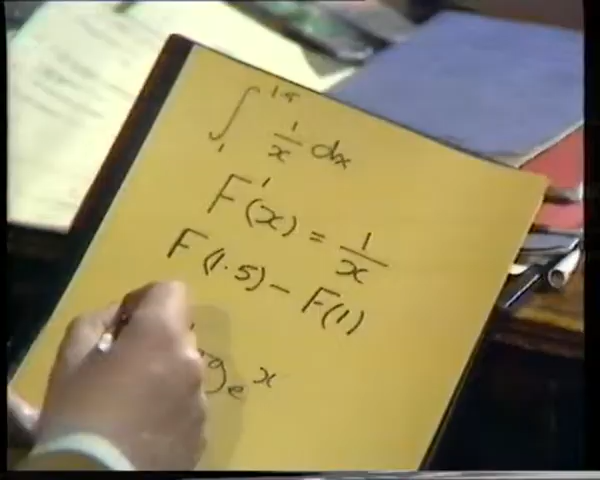 ∫₁^1.5 1/x dx
F'(x) = 1/x
F(1.5) - F(1)
logₑ x